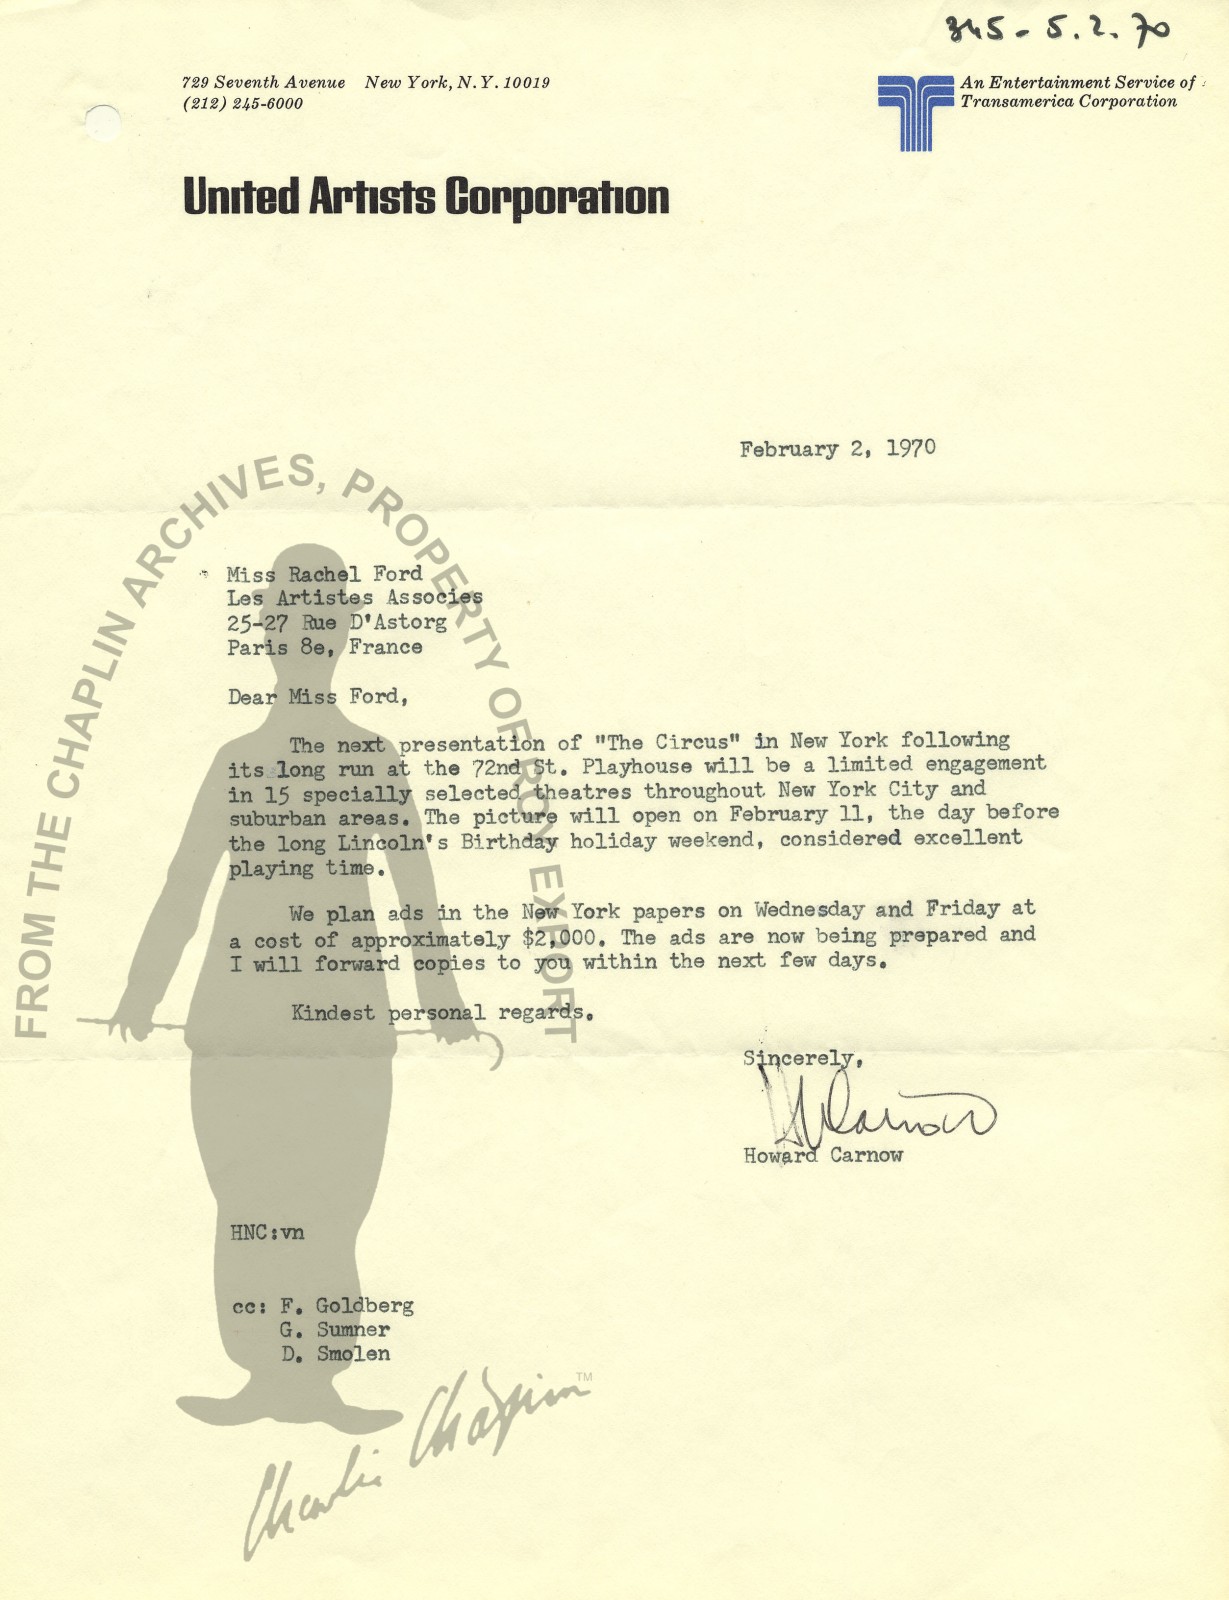 345 - 5.2.70
729 Seventh Avenue New York, N.Y. 10019
(212) 245-6000
An Entertainment Service of
Transamerica Corporation
United Artists Corporation
February 2, 1970
FROM THE CHAPLIN ARCHIVES, PROPERTY OF ROY EXPORT
Miss Rachel Ford
Les Artistes Associes
25-27 Rue D'Astorg
Paris 8e, France
Dear Miss Ford,
The next presentation of "The Circus" in New York following
its long run at the 72nd St. Playhouse will be a limited engagement
in 15 specially selected theatres throughout New York City and
suburban areas. The picture will open on February 11, the day before
the long Lincoln's Birthday holiday weekend, considered excellent
playing time.
We plan ads in the New York papers on Wednesday and Friday at
a cost of approximately $2,000. The ads are now being prepared and
I will forward copies to you within the next few days.
Kindest personal regards.
Sincerely,
HCarnow
Howard Carnow
HNC:vn
cc: F. Goldberg
G. Sumner
D. Smolen
Charlie Chaplin TM